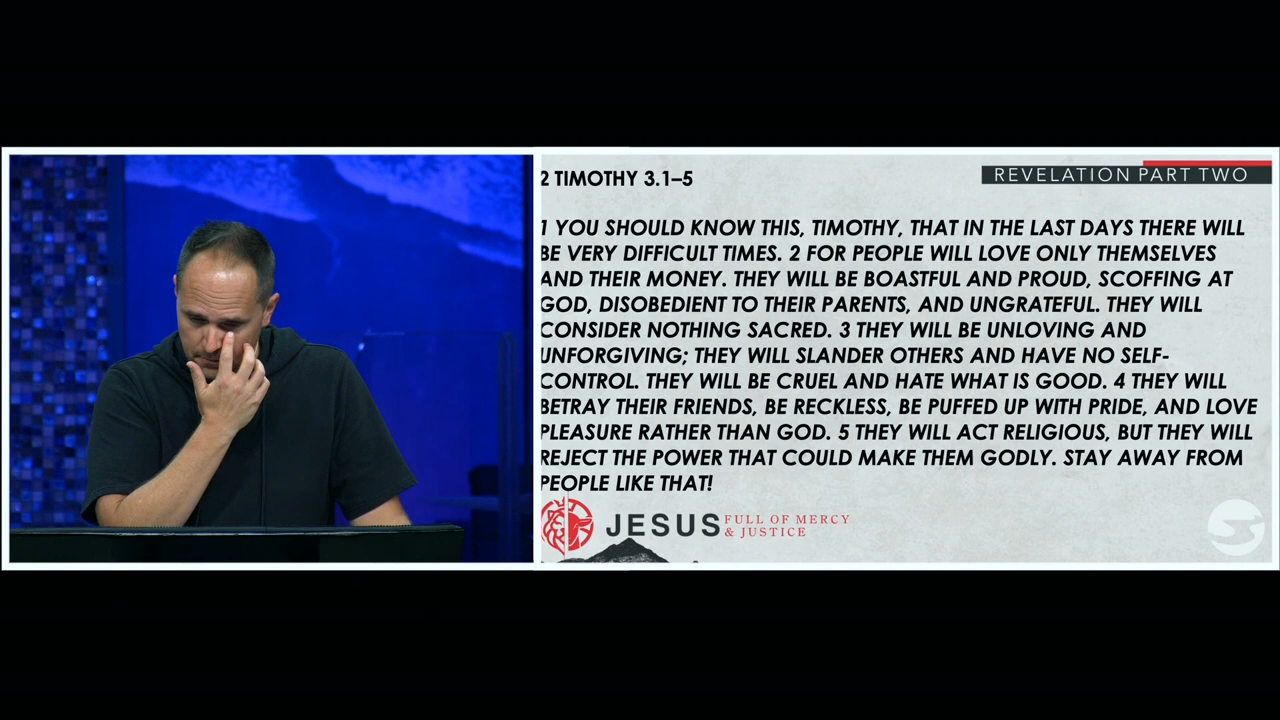 2 TIMOTHY 3.1–5
REVELATION PART TWO
1 YOU SHOULD KNOW THIS, TIMOTHY, THAT IN THE LAST DAYS THERE WILL
BE VERY DIFFICULT TIMES. 2 FOR PEOPLE WILL LOVE ONLY THEMSELVES
AND THEIR MONEY. THEY WILL BE BOASTFUL AND PROUD, SCOFFING AT
GOD, DISOBEDIENT TO THEIR PARENTS, AND UNGRATEFUL. THEY WILL
CONSIDER NOTHING SACRED. 3 THEY WILL BE UNLOVING AND
UNFORGIVING; THEY WILL SLANDER OTHERS AND HAVE NO SELF-
CONTROL. THEY WILL BE CRUEL AND HATE WHAT IS GOOD. 4 THEY WILL
BETRAY THEIR FRIENDS, BE RECKLESS, BE PUFFED UP WITH PRIDE, AND LOVE
PLEASURE RATHER THAN GOD. 5 THEY WILL ACT RELIGIOUS, BUT THEY WILL
REJECT THE POWER THAT COULD MAKE THEM GODLY. STAY AWAY FROM
PEOPLE LIKE THAT!
JESUS
FULL OF MERCY
& JUSTICE